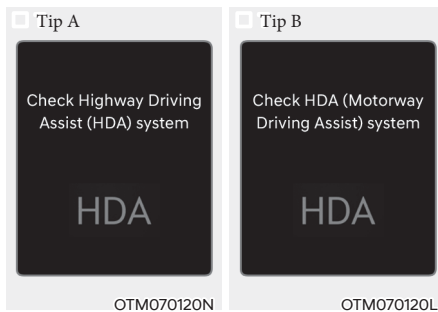 Tip A
Check Highway Driving
Assist (HDA) system
HDA
OTM070120N
Tip B
Check HDA (Motorway
Driving Assist) system
HDA
OTM070120L